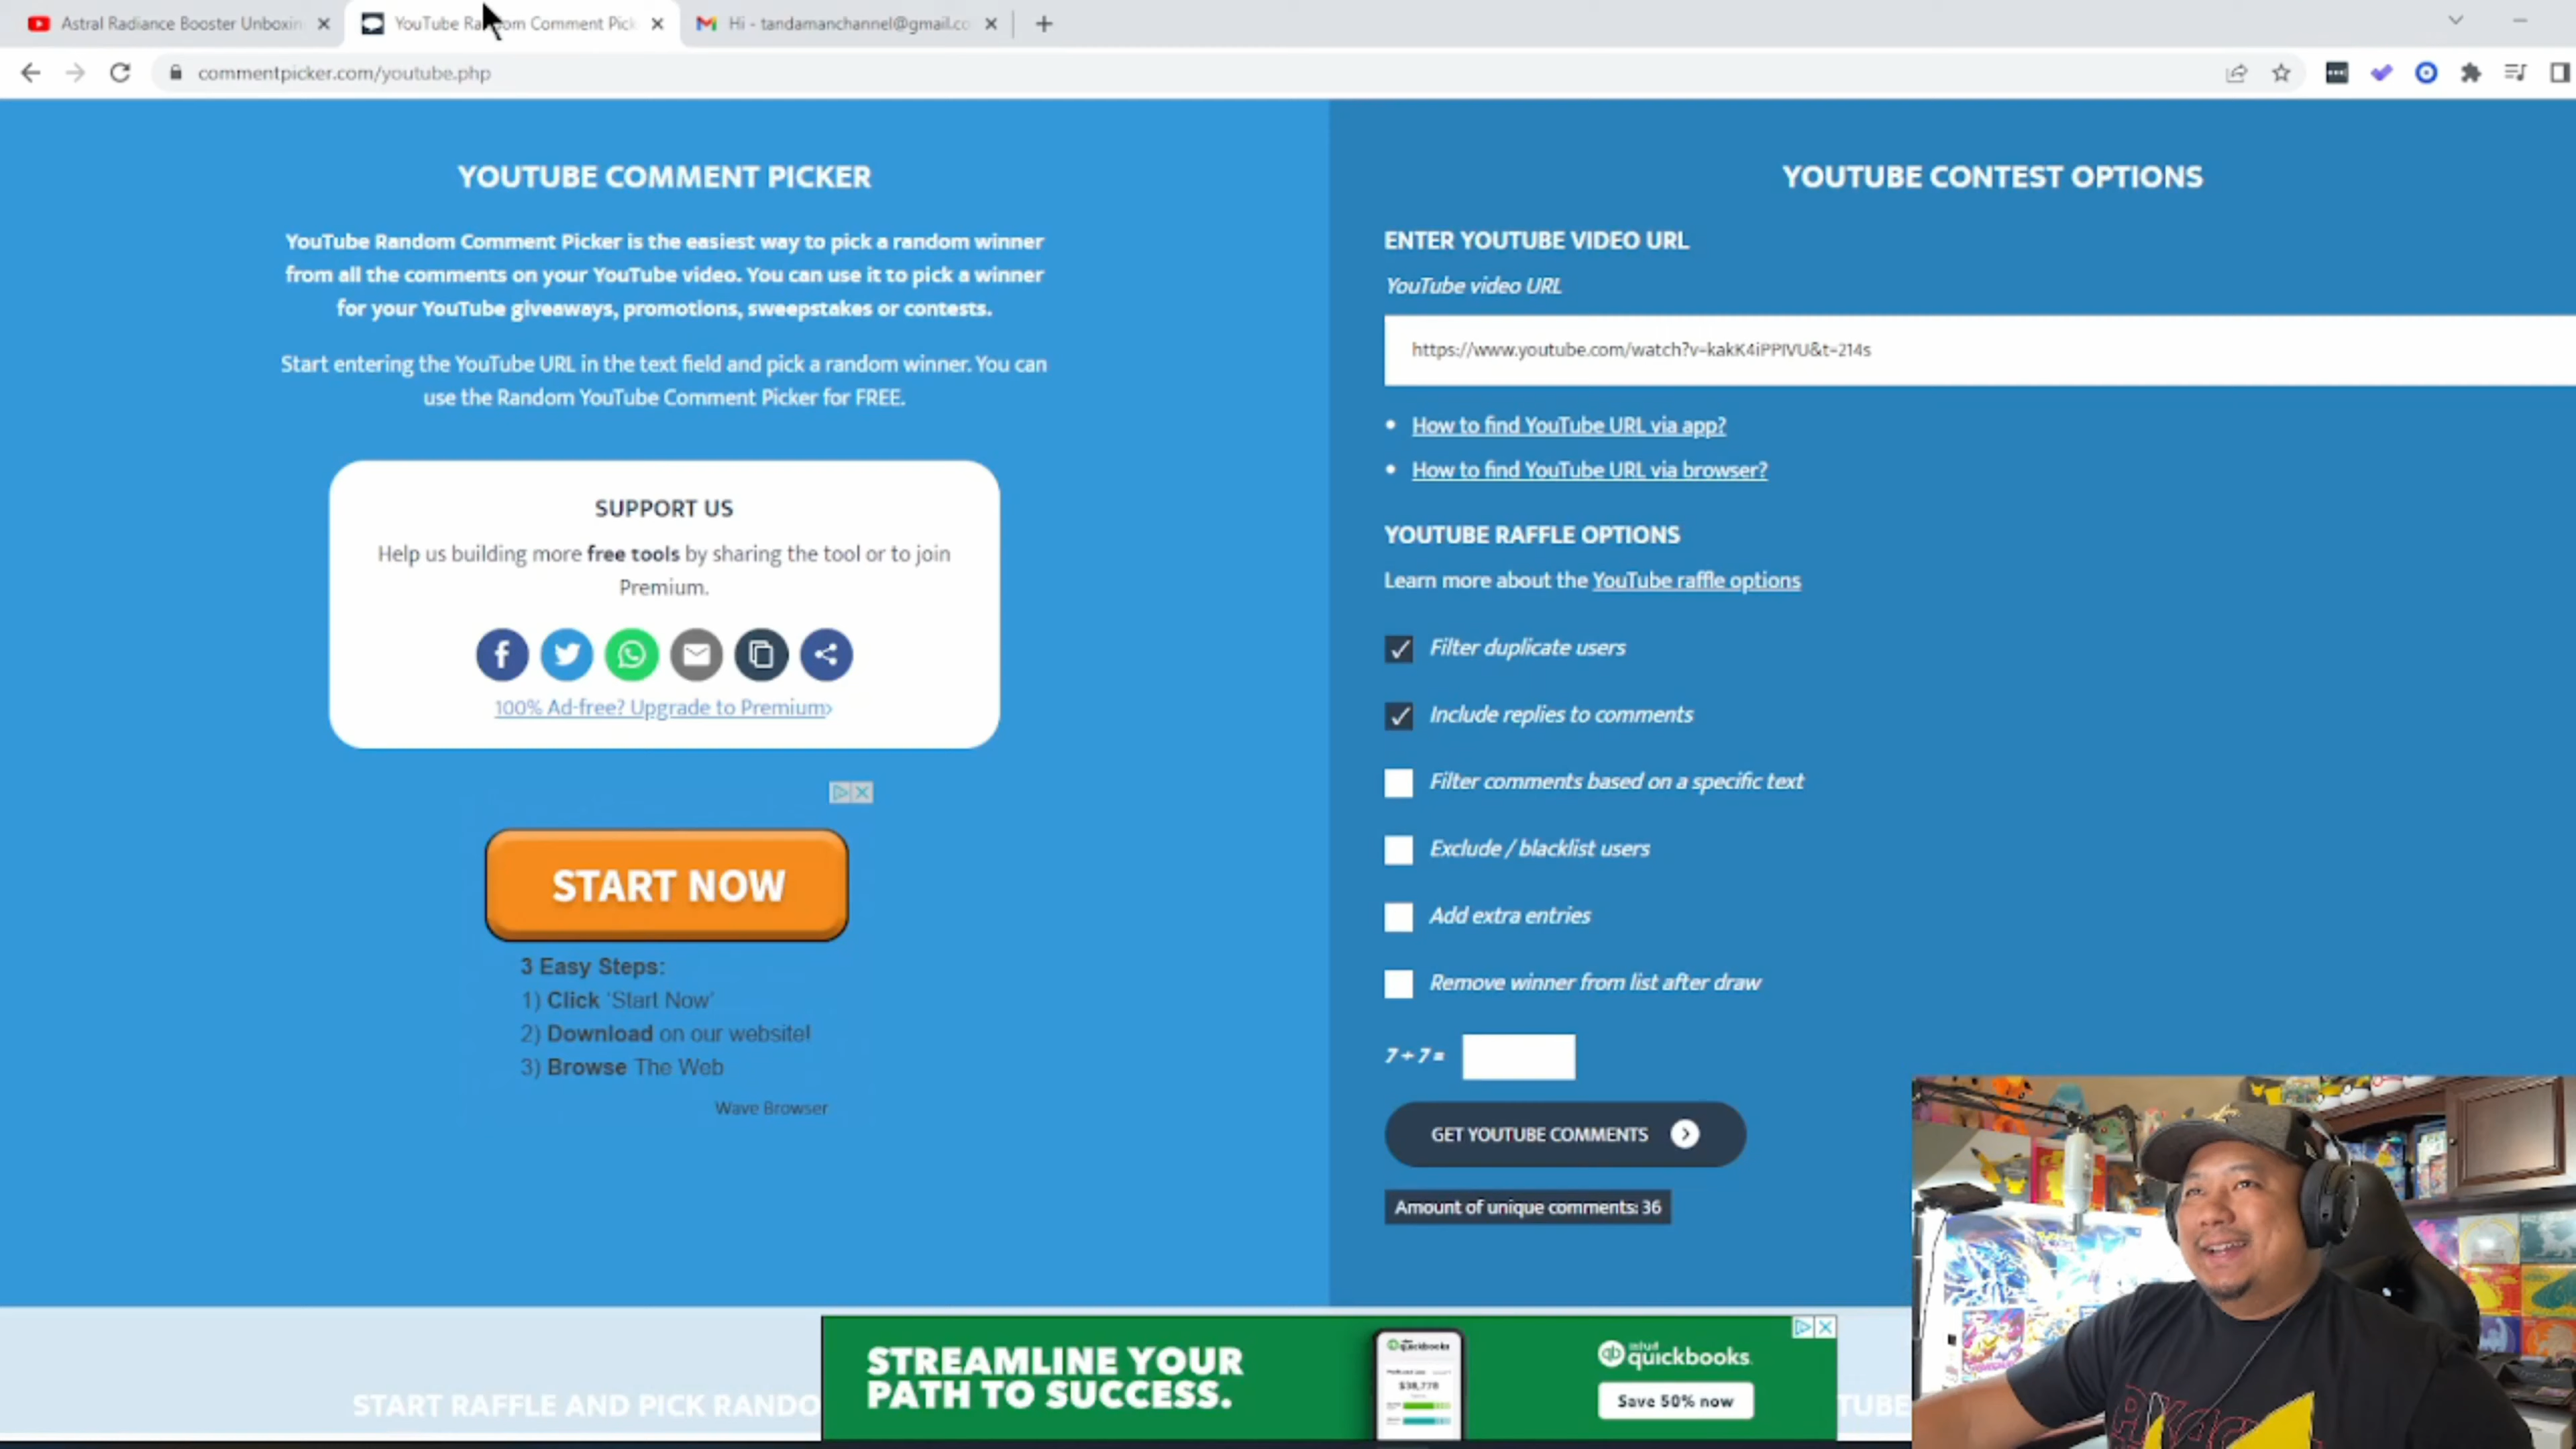 Astral Radiance Booster Unboxin
YouTube Random Comment Pick
Hi - tandamanchannel@gmail.co
commentpicker.com/youtube.php
YOUTUBE COMMENT PICKER
YouTube Random Comment Picker is the easiest way to pick a random winner
from all the comments on your YouTube video. You can use it to pick a winner
for your YouTube giveaways, promotions, sweepstakes or contests.
Start entering the YouTube URL in the text field and pick a random winner. You can
use the Random YouTube Comment Picker for FREE.
SUPPORT US
Help us building more free tools by sharing the tool or to join
Premium.
100% Ad-free? Upgrade to Premium›
START NOW
3 Easy Steps:
1) Click 'Start Now'
2) Download on our website!
3) Browse The Web
Wave Browser
YOUTUBE CONTEST OPTIONS
ENTER YOUTUBE VIDEO URL
YouTube video URL
https://www.youtube.com/watch?v=kakK4iPPIVU&t=214s
• How to find YouTube URL via app?
• How to find YouTube URL via browser?
YOUTUBE RAFFLE OPTIONS
Learn more about the YouTube raffle options
Filter duplicate users
Include replies to comments
Filter comments based on a specific text
Exclude / blacklist users
Add extra entries
Remove winner from list after draw
7 + 7 =
GET YOUTUBE COMMENTS
Amount of unique comments: 36
START RAFFLE AND PICK RANDO
TUBE
STREAMLINE YOUR
PATH TO SUCCESS.
quickbooks
$38,778
intuit
quickbooks.
Save 50% now